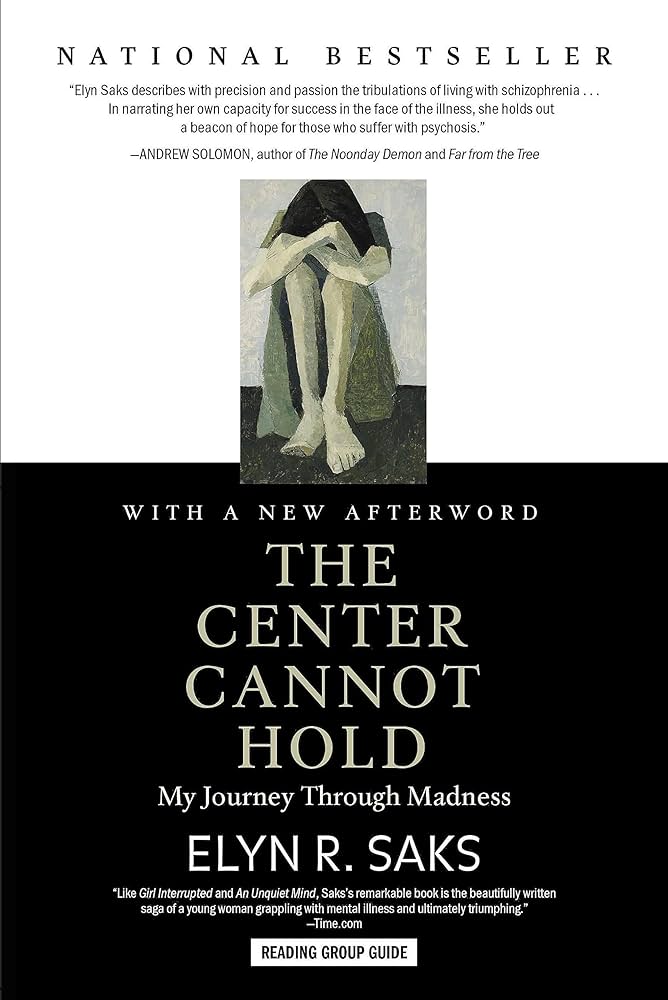 NATIONAL BESTSELLER
“Elyn Saks describes with precision and passion the tribulations of living with schizophrenia . . .
In narrating her own capacity for success in the face of the illness, she holds out
a beacon of hope for those who suffer with psychosis.”
—ANDREW SOLOMON, author of The Noonday Demon and Far from the Tree
WITH A NEW AFTERWORD
THE
CENTER
CANNOT
HOLD
My Journey Through Madness
ELYN R. SAKS
“Like Girl Interrupted and An Unquiet Mind, Saks’s remarkable book is the beautifully written
saga of a young woman grappling with mental illness and ultimately triumphing.”
—Time.com
READING GROUP GUIDE